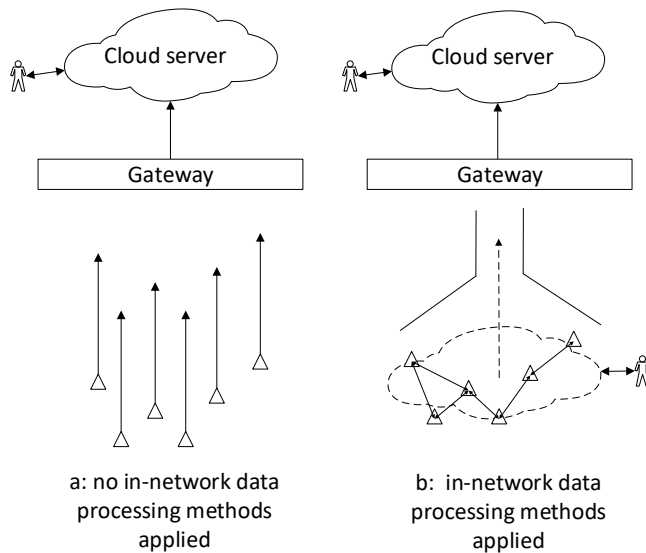 Cloud server
Gateway
a: no in-network data
processing methods
applied
Cloud server
Gateway
b: in-network data
processing methods
applied